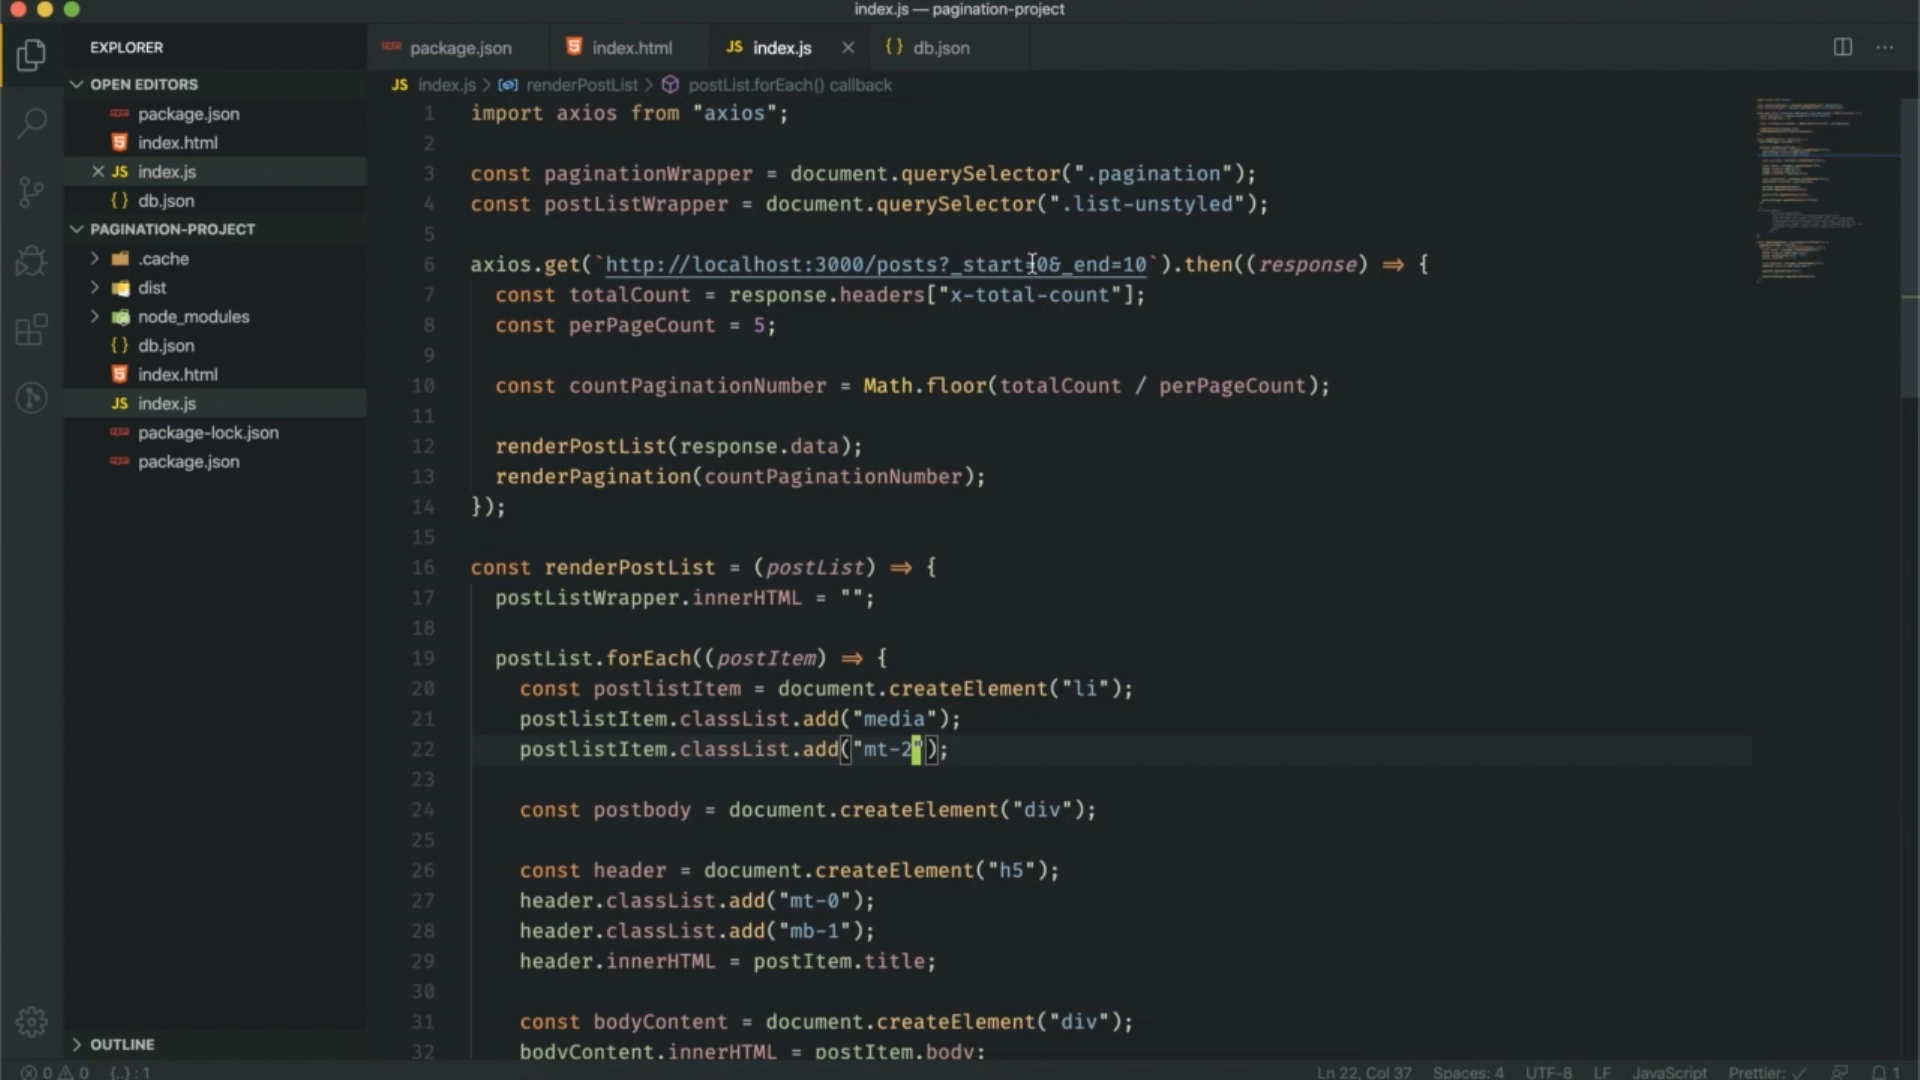 index.js — pagination-project
EXPLORER
OPEN EDITORS
package.json
index.html
JS index.js
{} db.json
PAGINATION-PROJECT
.cache
dist
node_modules
{} db.json
index.html
JS index.js
package-lock.json
package.json
OUTLINE
package.json
index.html
JS index.js
{} db.json
JS index.js > renderPostList > postList.forEach() callback
1 import axios from "axios";
2
3 const paginationWrapper = document.querySelector(".pagination");
4 const postListWrapper = document.querySelector(".list-unstyled");
5
6 axios.get(`http://localhost:3000/posts?_start=0&_end=10`).then((response) => {
7 const totalCount = response.headers["x-total-count"];
8 const perPageCount = 5;
9
10 const countPaginationNumber = Math.floor(totalCount / perPageCount);
11
12 renderPostList(response.data);
13 renderPagination(countPaginationNumber);
14 });
15
16 const renderPostList = (postList) => {
17 postListWrapper.innerHTML = "";
18
19 postList.forEach((postItem) => {
20 const postlistItem = document.createElement("li");
21 postlistItem.classList.add("media");
22 postlistItem.classList.add("mt-2");
23
24 const postbody = document.createElement("div");
25
26 const header = document.createElement("h5");
27 header.classList.add("mt-0");
28 header.classList.add("mb-1");
29 header.innerHTML = postItem.title;
30
31 const bodyContent = document.createElement("div");
32 bodyContent.innerHTML = postItem.body;
0 0 {..} : 1
Ln 22, Col 37 Spaces: 4 UTF-8 LF JavaScript Prettier: ✓ 1